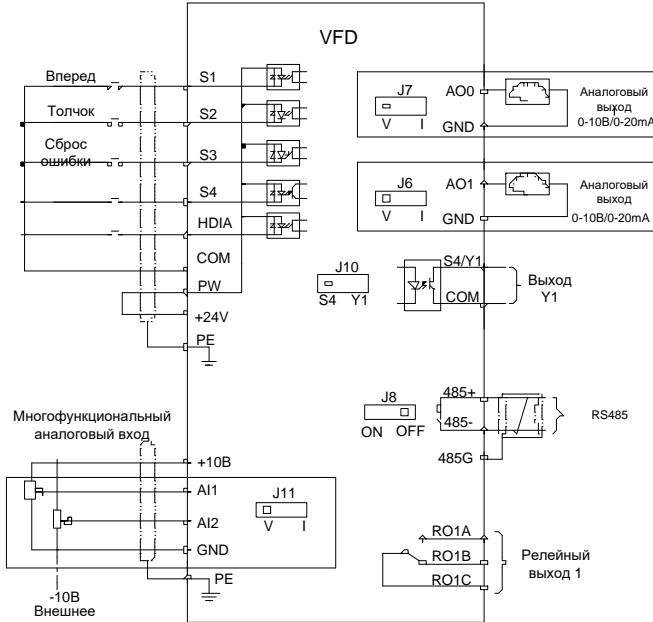 VFD
Вперед
S1
Толчок
S2
Сброс
ошибки
S3
S4
HDIA
COM
PW
+24V
PE
J7
V I
AO0
GND
Аналоговый
выход
0-10В/0-20mA
J6
V I
AO1
GND
Аналоговый
выход
0-10В/0-20mA
J10
S4 Y1
S4/Y1
COM
Выход
Y1
J8
ON OFF
485+
485-
485G
RS485
Многофункциональный
аналоговый вход
+10В
AI1
AI2
GND
PE
J11
V I
-10В
Внешнее
RO1A
RO1B
RO1C
Релейный
выход 1